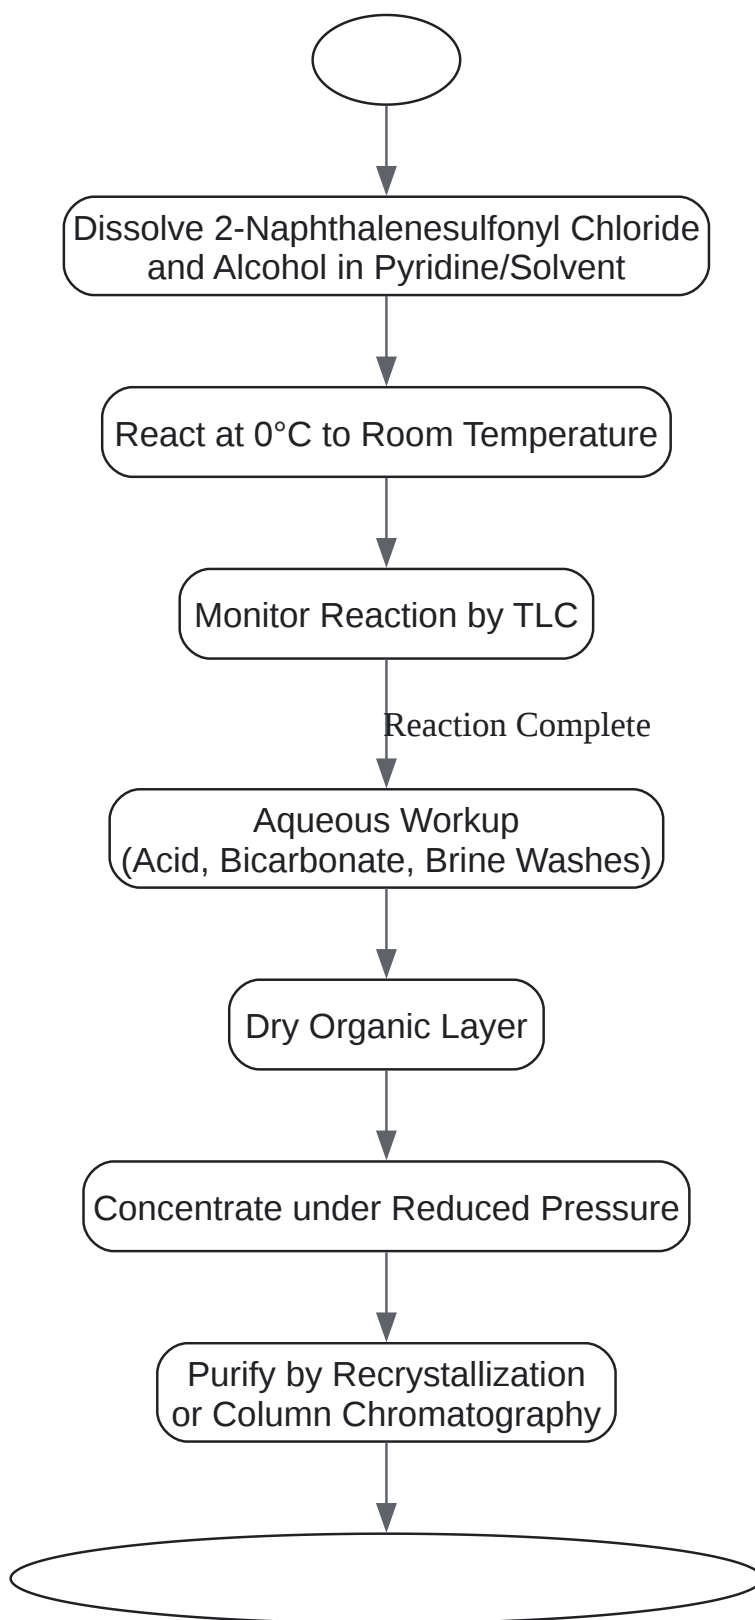 Dissolve 2-Naphthalenesulfonyl Chloride
and Alcohol in Pyridine/Solvent
React at 0°C to Room Temperature
Monitor Reaction by TLC
Reaction Complete
Aqueous Workup
(Acid, Bicarbonate, Brine Washes)
Dry Organic Layer
Concentrate under Reduced Pressure
Purify by Recrystallization
or Column Chromatography